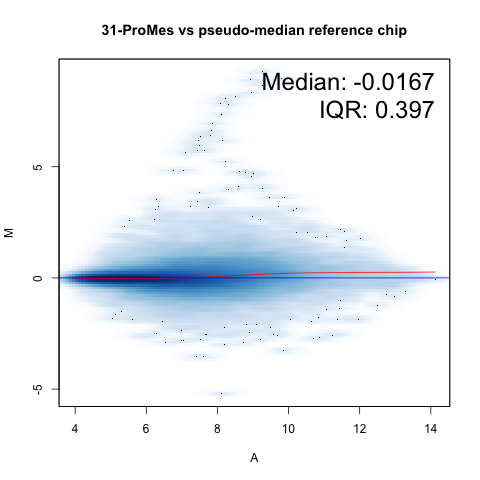 31-ProMes vs pseudo-median reference chip
Median: -0.0167
IQR: 0.397
5
M
0
-5
4 6 8 10 12 14
A